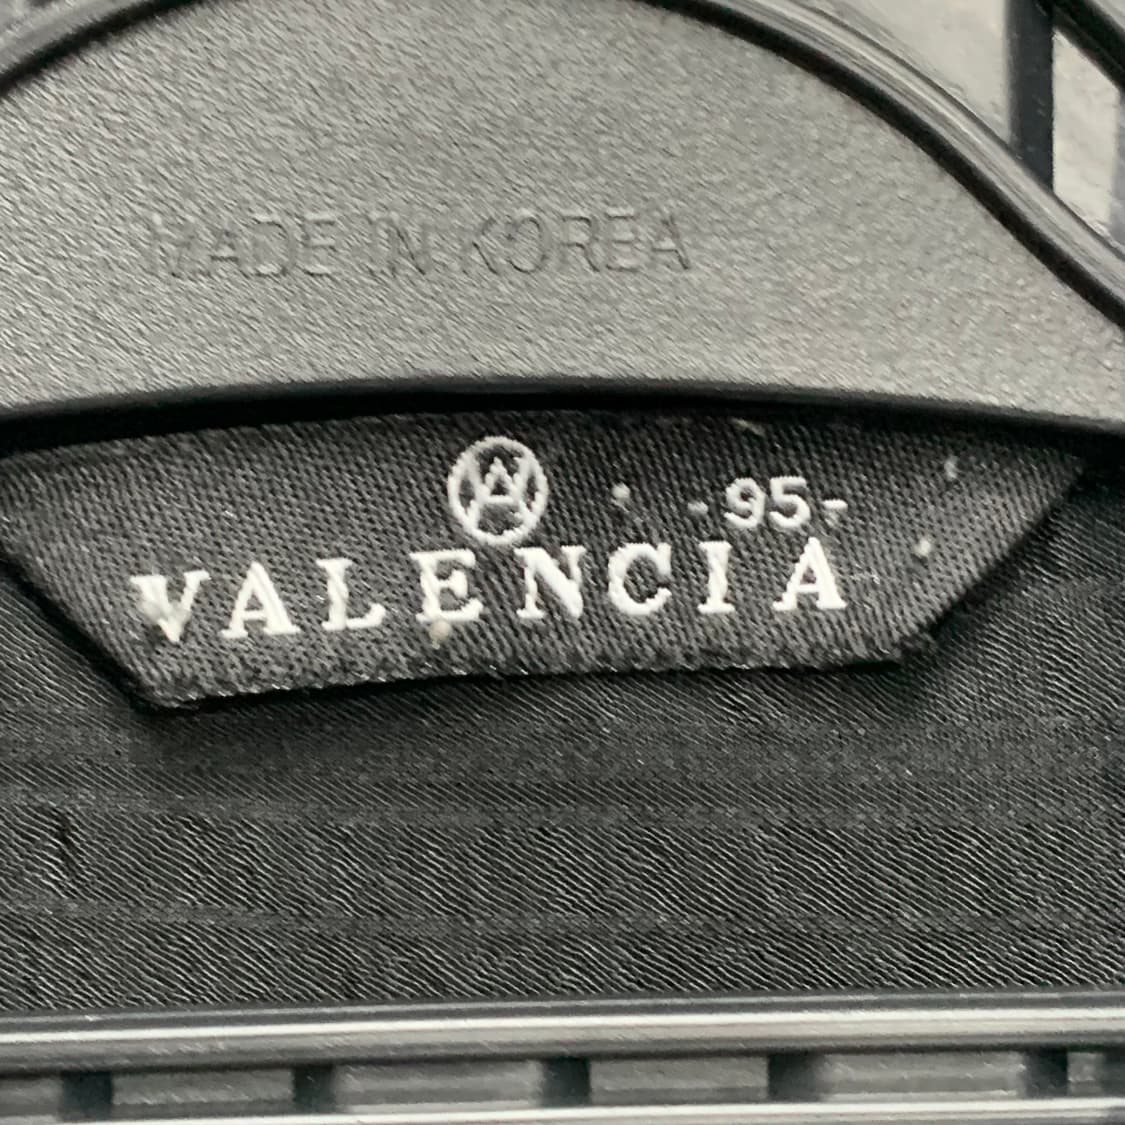 MADE IN KOREA
-95-
VALENCIA